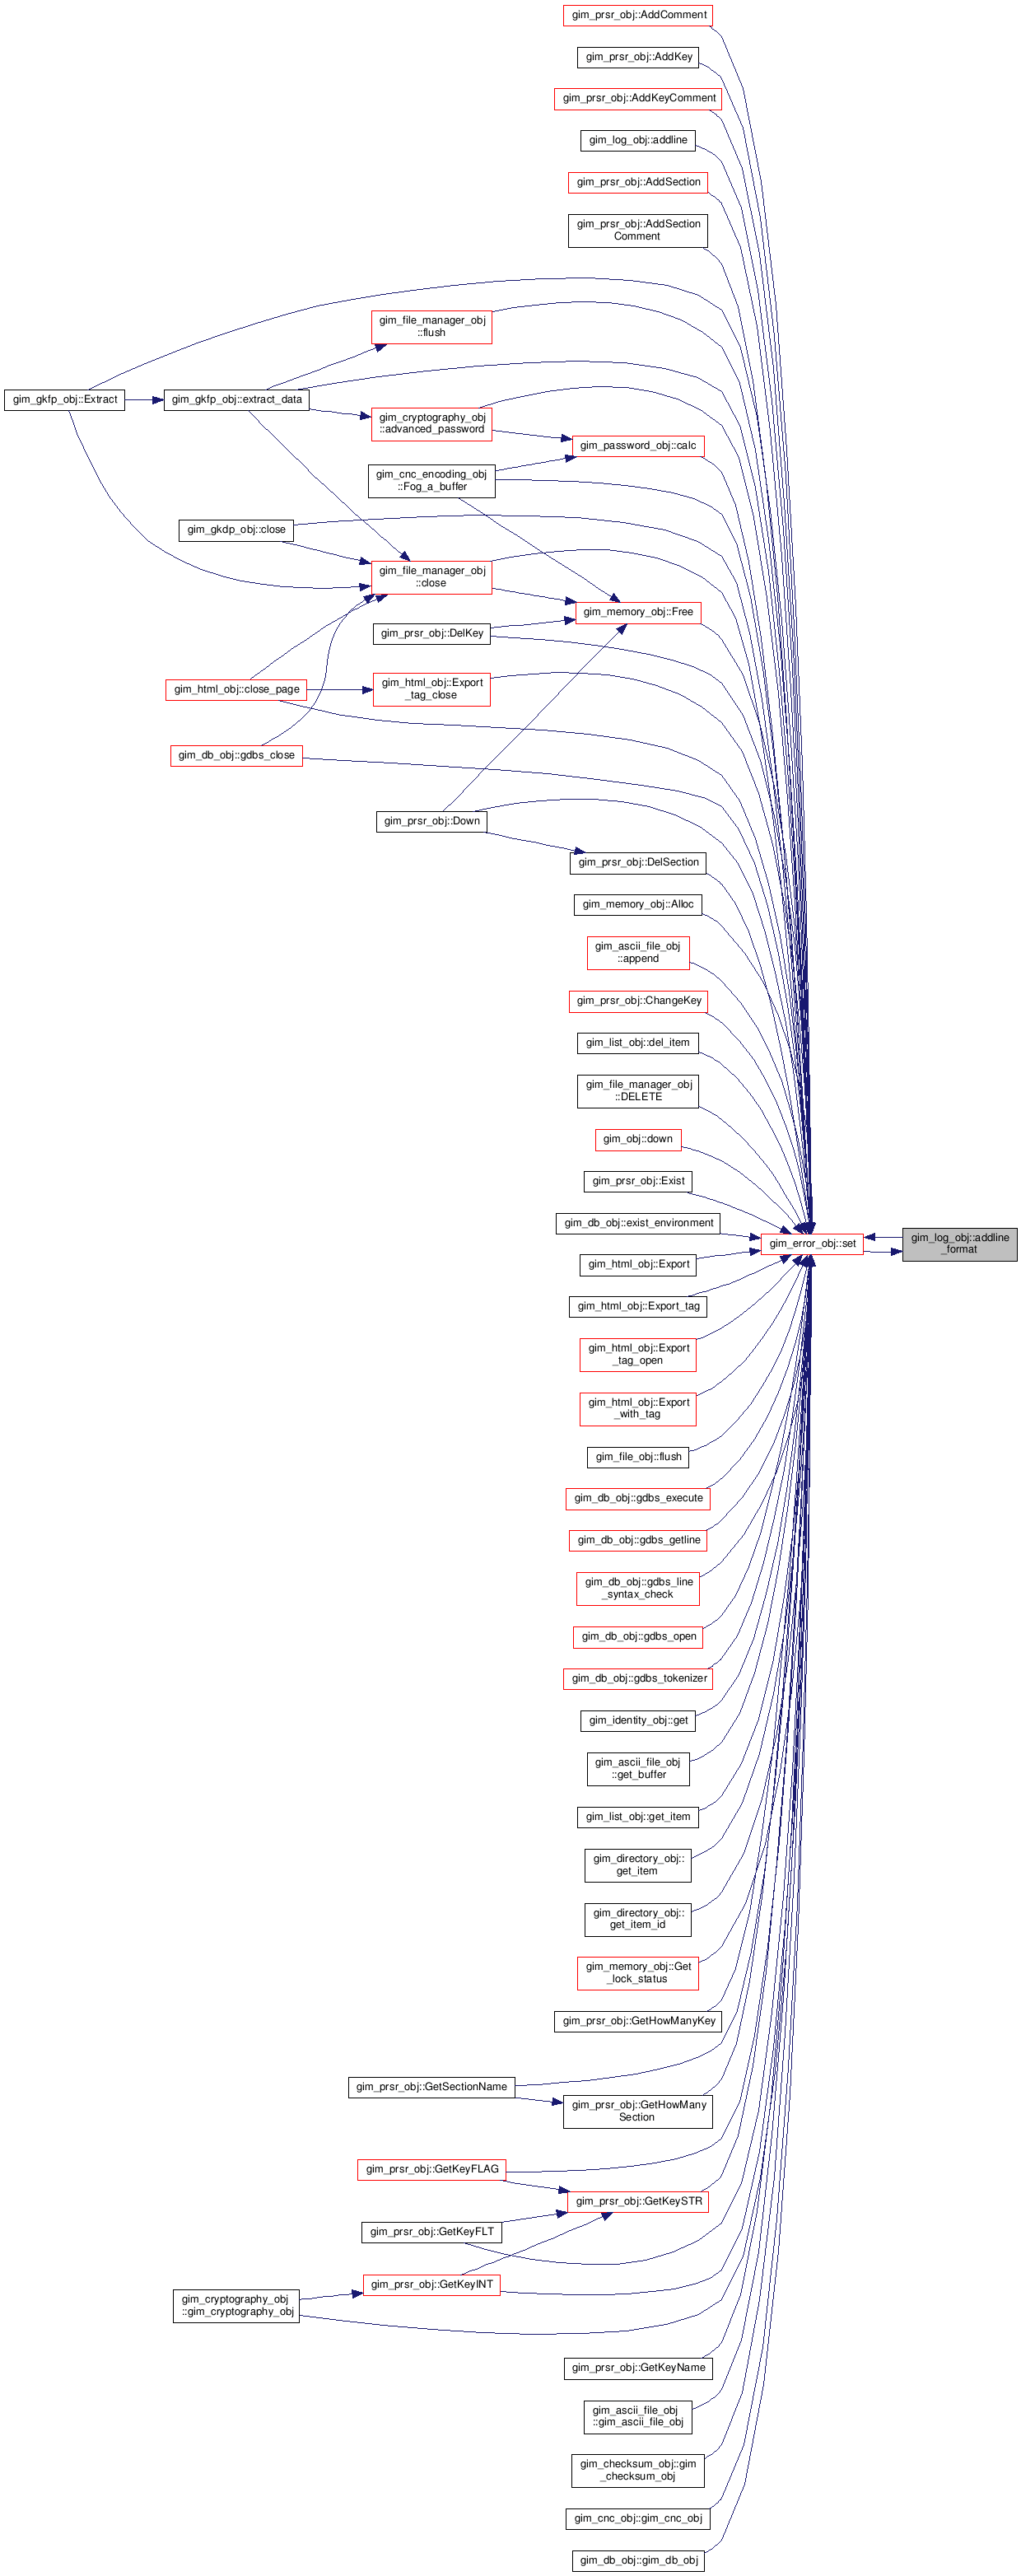 gim_prsr_obj::AddComment
gim_prsr_obj::AddKey
gim_prsr_obj::AddKeyComment
gim_log_obj::addline
gim_prsr_obj::AddSection
gim_prsr_obj::AddSection
Comment
gim_file_manager_obj
::flush
gim_gkfp_obj::Extract
gim_gkfp_obj::extract_data
gim_cryptography_obj
::advanced_password
gim_password_obj::calc
gim_cnc_encoding_obj
::Fog_a_buffer
gim_gkdp_obj::close
gim_file_manager_obj
::close
gim_memory_obj::Free
gim_prsr_obj::DelKey
gim_html_obj::close_page
gim_html_obj::Export
_tag_close
gim_db_obj::gdbs_close
gim_prsr_obj::Down
gim_prsr_obj::DelSection
gim_memory_obj::Alloc
gim_ascii_file_obj
::append
gim_prsr_obj::ChangeKey
gim_list_obj::del_item
gim_file_manager_obj
::DELETE
gim_obj::down
gim_prsr_obj::Exist
gim_db_obj::exist_environment
gim_error_obj::set
gim_log_obj::addline
_format
gim_html_obj::Export
gim_html_obj::Export_tag
gim_html_obj::Export
_tag_open
gim_html_obj::Export
_with_tag
gim_file_obj::flush
gim_db_obj::gdbs_execute
gim_db_obj::gdbs_getline
gim_db_obj::gdbs_line
_syntax_check
gim_db_obj::gdbs_open
gim_db_obj::gdbs_tokenizer
gim_identity_obj::get
gim_ascii_file_obj
::get_buffer
gim_list_obj::get_item
gim_directory_obj::
get_item
gim_directory_obj::
get_item_id
gim_memory_obj::Get
_lock_status
gim_prsr_obj::GetHowManyKey
gim_prsr_obj::GetSectionName
gim_prsr_obj::GetHowMany
Section
gim_prsr_obj::GetKeyFLAG
gim_prsr_obj::GetKeySTR
gim_prsr_obj::GetKeyFLT
gim_prsr_obj::GetKeyINT
gim_cryptography_obj
::gim_cryptography_obj
gim_prsr_obj::GetKeyName
gim_ascii_file_obj
::gim_ascii_file_obj
gim_checksum_obj::gim
_checksum_obj
gim_cnc_obj::gim_cnc_obj
gim_db_obj::gim_db_obj